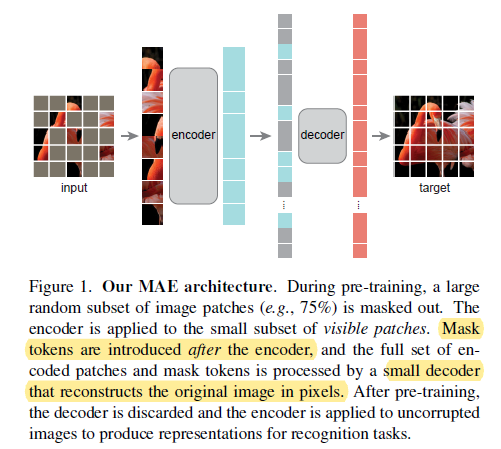 encoder
decoder
input
target
Figure 1. Our MAE architecture. During pre-training, a large
random subset of image patches (e.g., 75%) is masked out. The
encoder is applied to the small subset of visible patches. Mask
tokens are introduced after the encoder, and the full set of en-
coded patches and mask tokens is processed by a small decoder
that reconstructs the original image in pixels. After pre-training,
the decoder is discarded and the encoder is applied to uncorrupted
images to produce representations for recognition tasks.